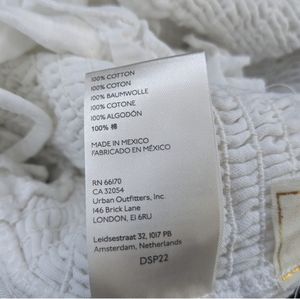 100% COTTON
100% COTON
100% BAUMWOLLE
100% COTONE
100% ALGODÓN
100% 棉
MADE IN MEXICO
FABRICADO EN MÉXICO
RN 66170
CA 32054
Urban Outfitters, Inc.
146 Brick Lane
LONDON, E1 6RU
Leidsestraat 32, 1017 PB
Amsterdam, Netherlands
DSP22